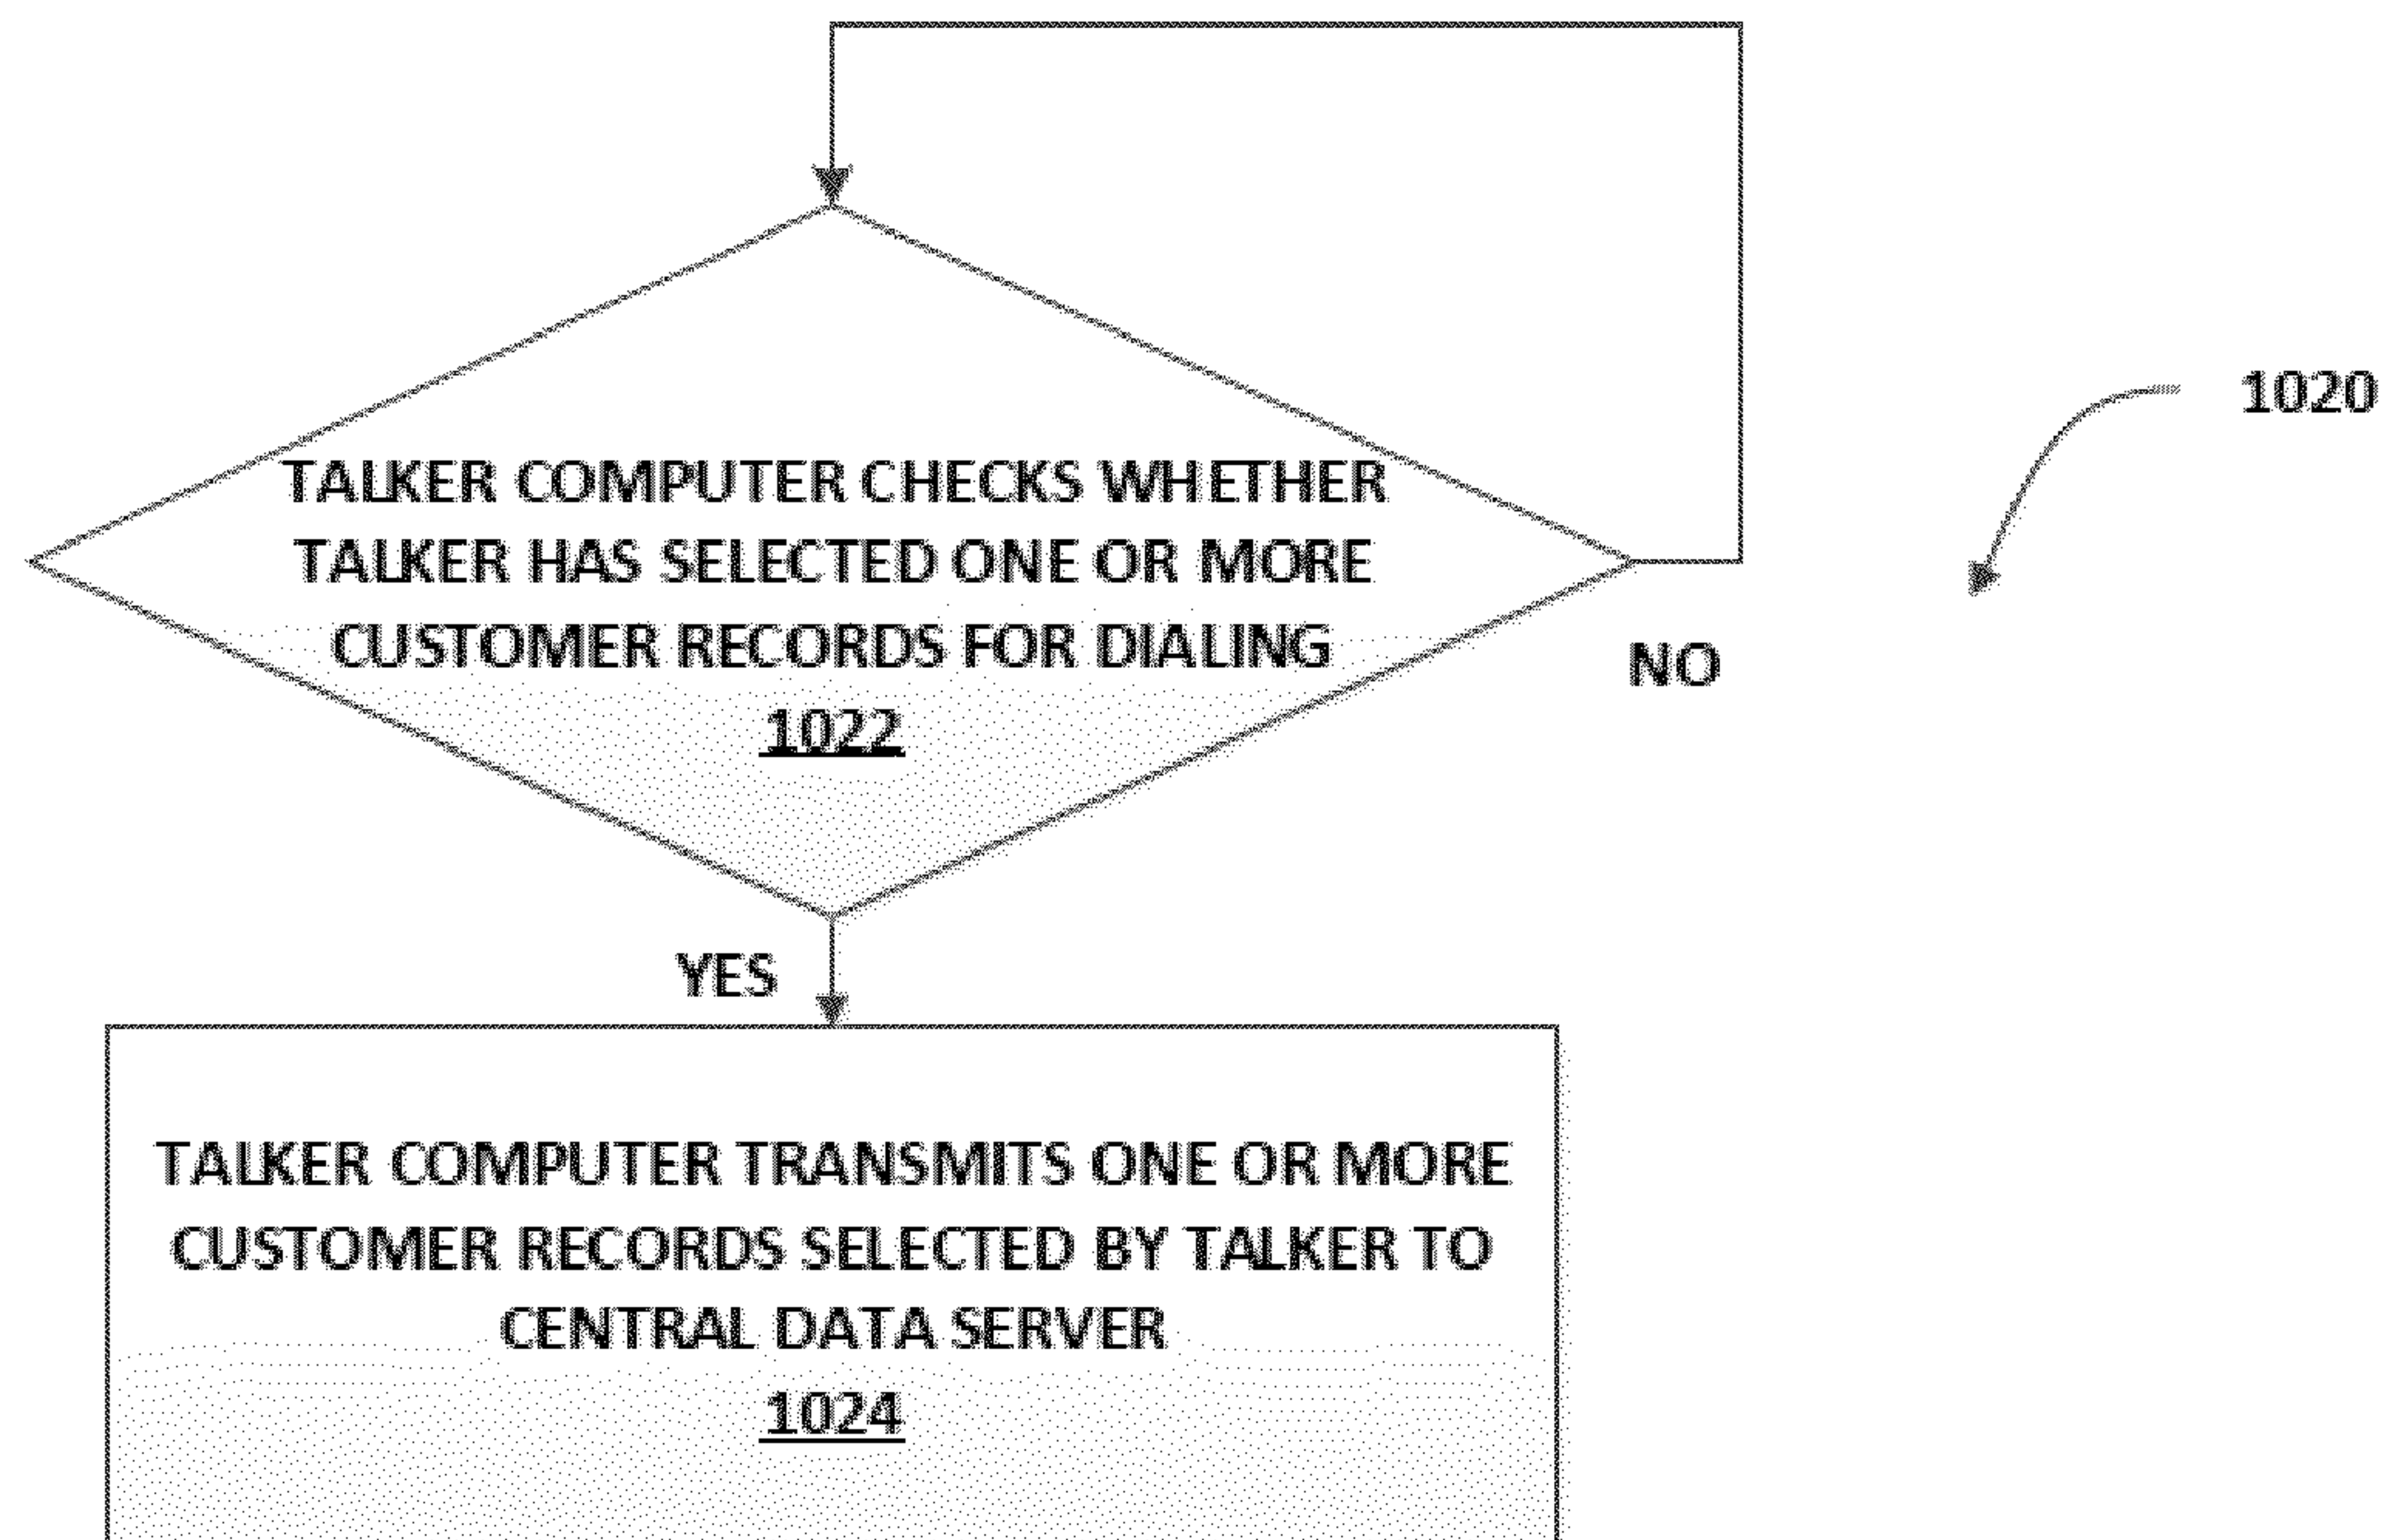 1020
TALKER COMPUTER CHECKS WHETHER
TALKER HAS SELECTED ONE OR MORE
CUSTOMER RECORDS FOR DIALING
1022
NO
YES
TALKER COMPUTER TRANSMITS ONE OR MORE
CUSTOMER RECORDS SELECTED BY TALKER TO
CENTRAL DATA SERVER
1024